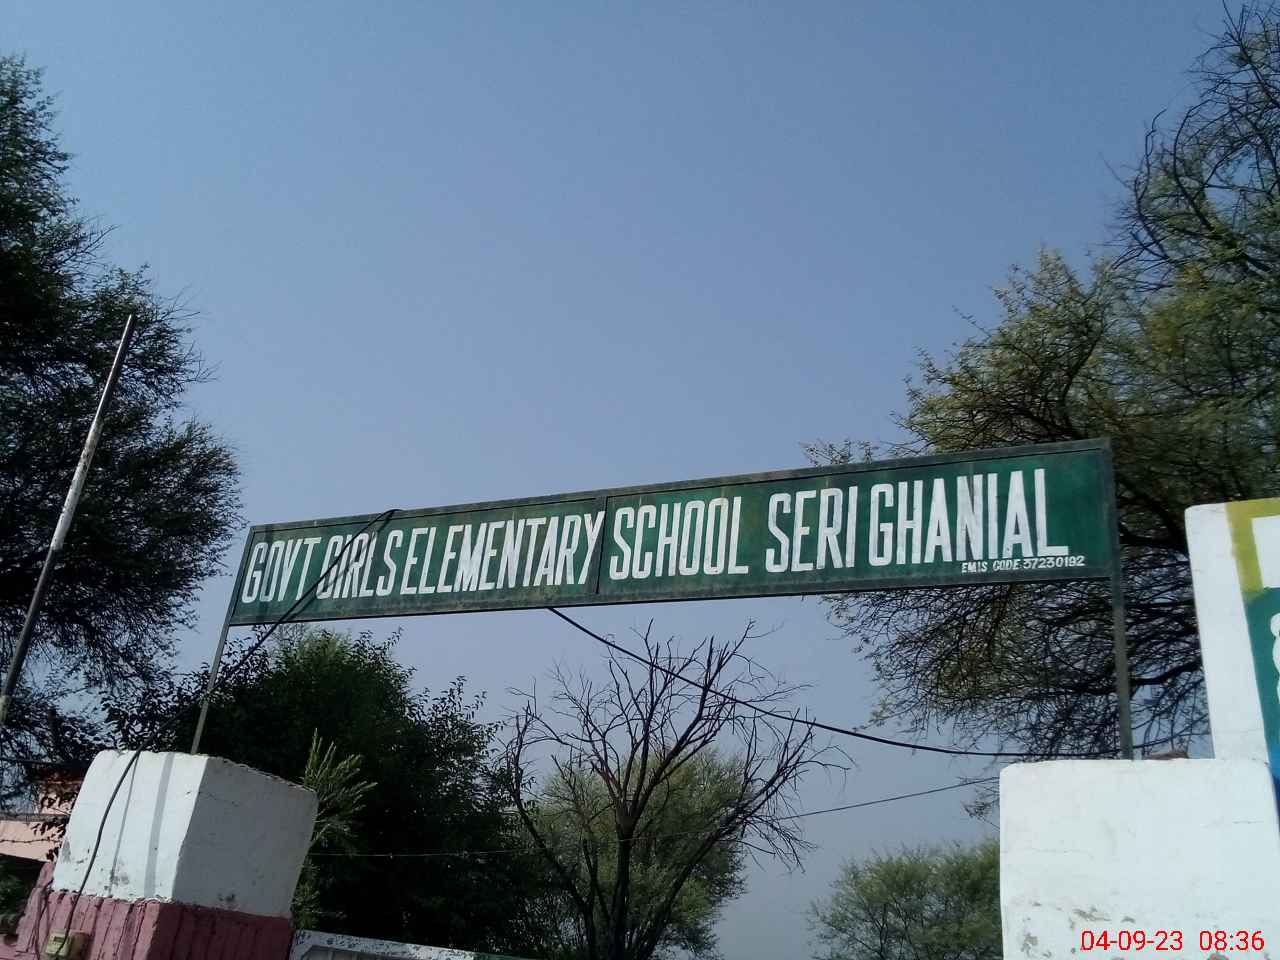 GOVT GIRLS ELEMENTARY SCHOOL SERI GHANIAL
EMIS CODE 37230192
04-09-23 08:36